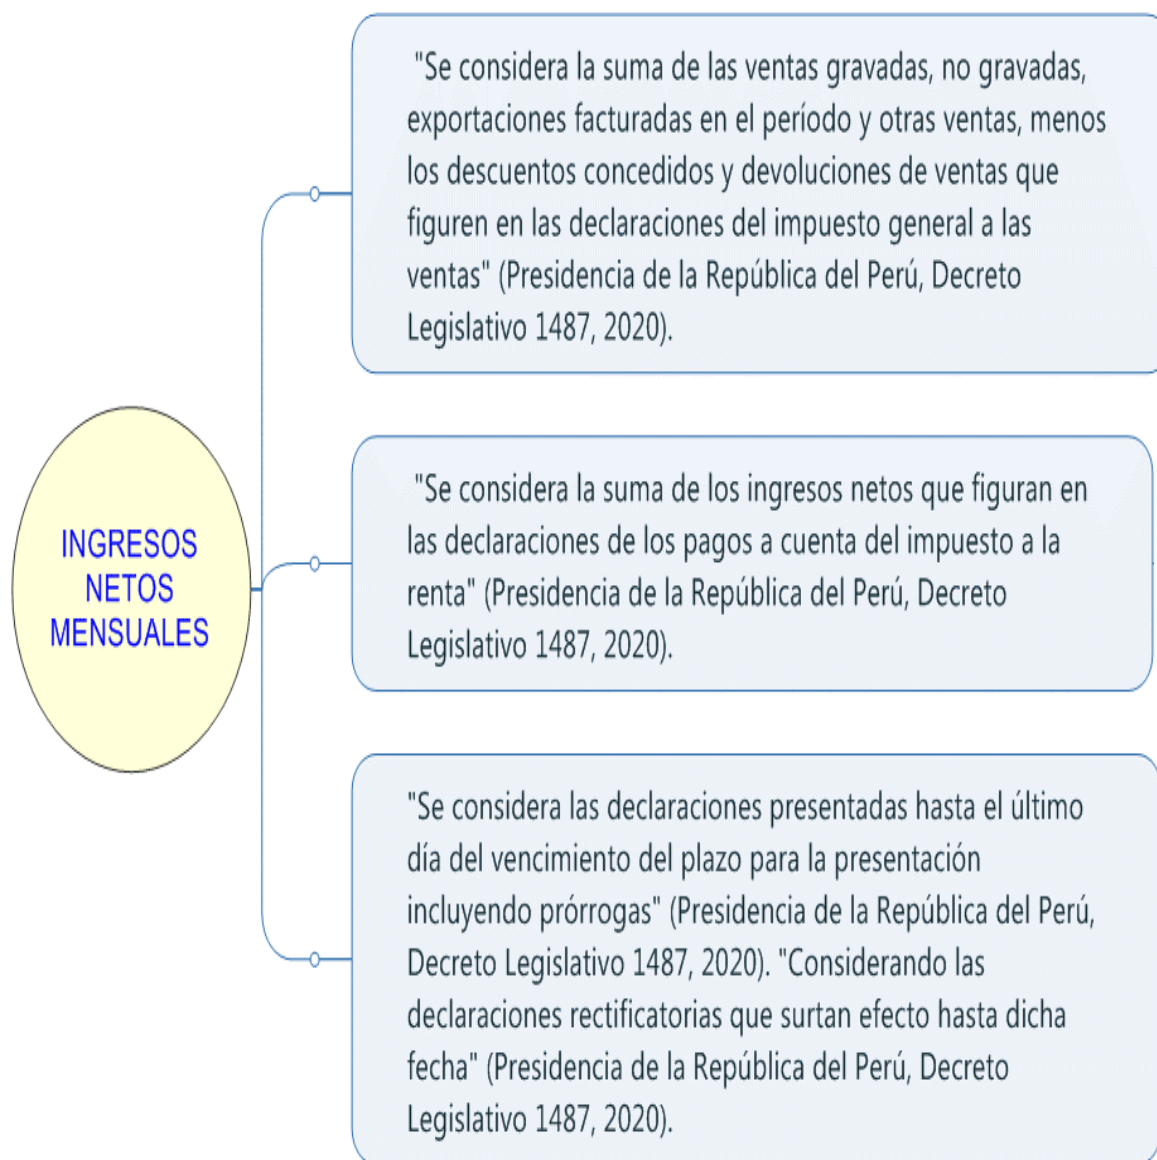 "Se considera la suma de las ventas gravadas, no gravadas,
exportaciones facturadas en el período y otras ventas, menos
los descuentos concedidos y devoluciones de ventas que
figuren en las declaraciones del impuesto general a las
ventas" (Presidencia de la República del Perú, Decreto
Legislativo 1487, 2020).
INGRESOS
NETOS
MENSUALES
"Se considera la suma de los ingresos netos que figuran en
las declaraciones de los pagos a cuenta del impuesto a la
renta" (Presidencia de la República del Perú, Decreto
Legislativo 1487, 2020).
"Se considera las declaraciones presentadas hasta el último
día del vencimiento del plazo para la presentación
incluyendo prórrogas" (Presidencia de la República del Perú,
Decreto Legislativo 1487, 2020). "Considerando las
declaraciones rectificatorias que surtan efecto hasta dicha
fecha" (Presidencia de la República del Perú, Decreto
Legislativo 1487, 2020).